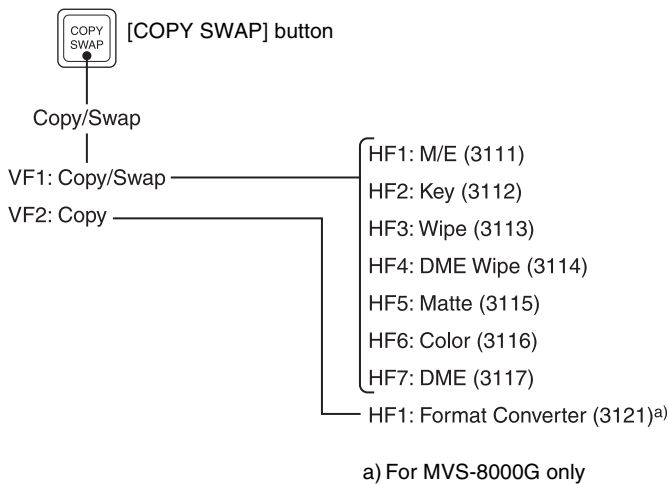 COPY
SWAP
[COPY SWAP] button
Copy/Swap
VF1: Copy/Swap
VF2: Copy
HF1: M/E (3111)
HF2: Key (3112)
HF3: Wipe (3113)
HF4: DME Wipe (3114)
HF5: Matte (3115)
HF6: Color (3116)
HF7: DME (3117)
HF1: Format Converter (3121)a)
a) For MVS-8000G only